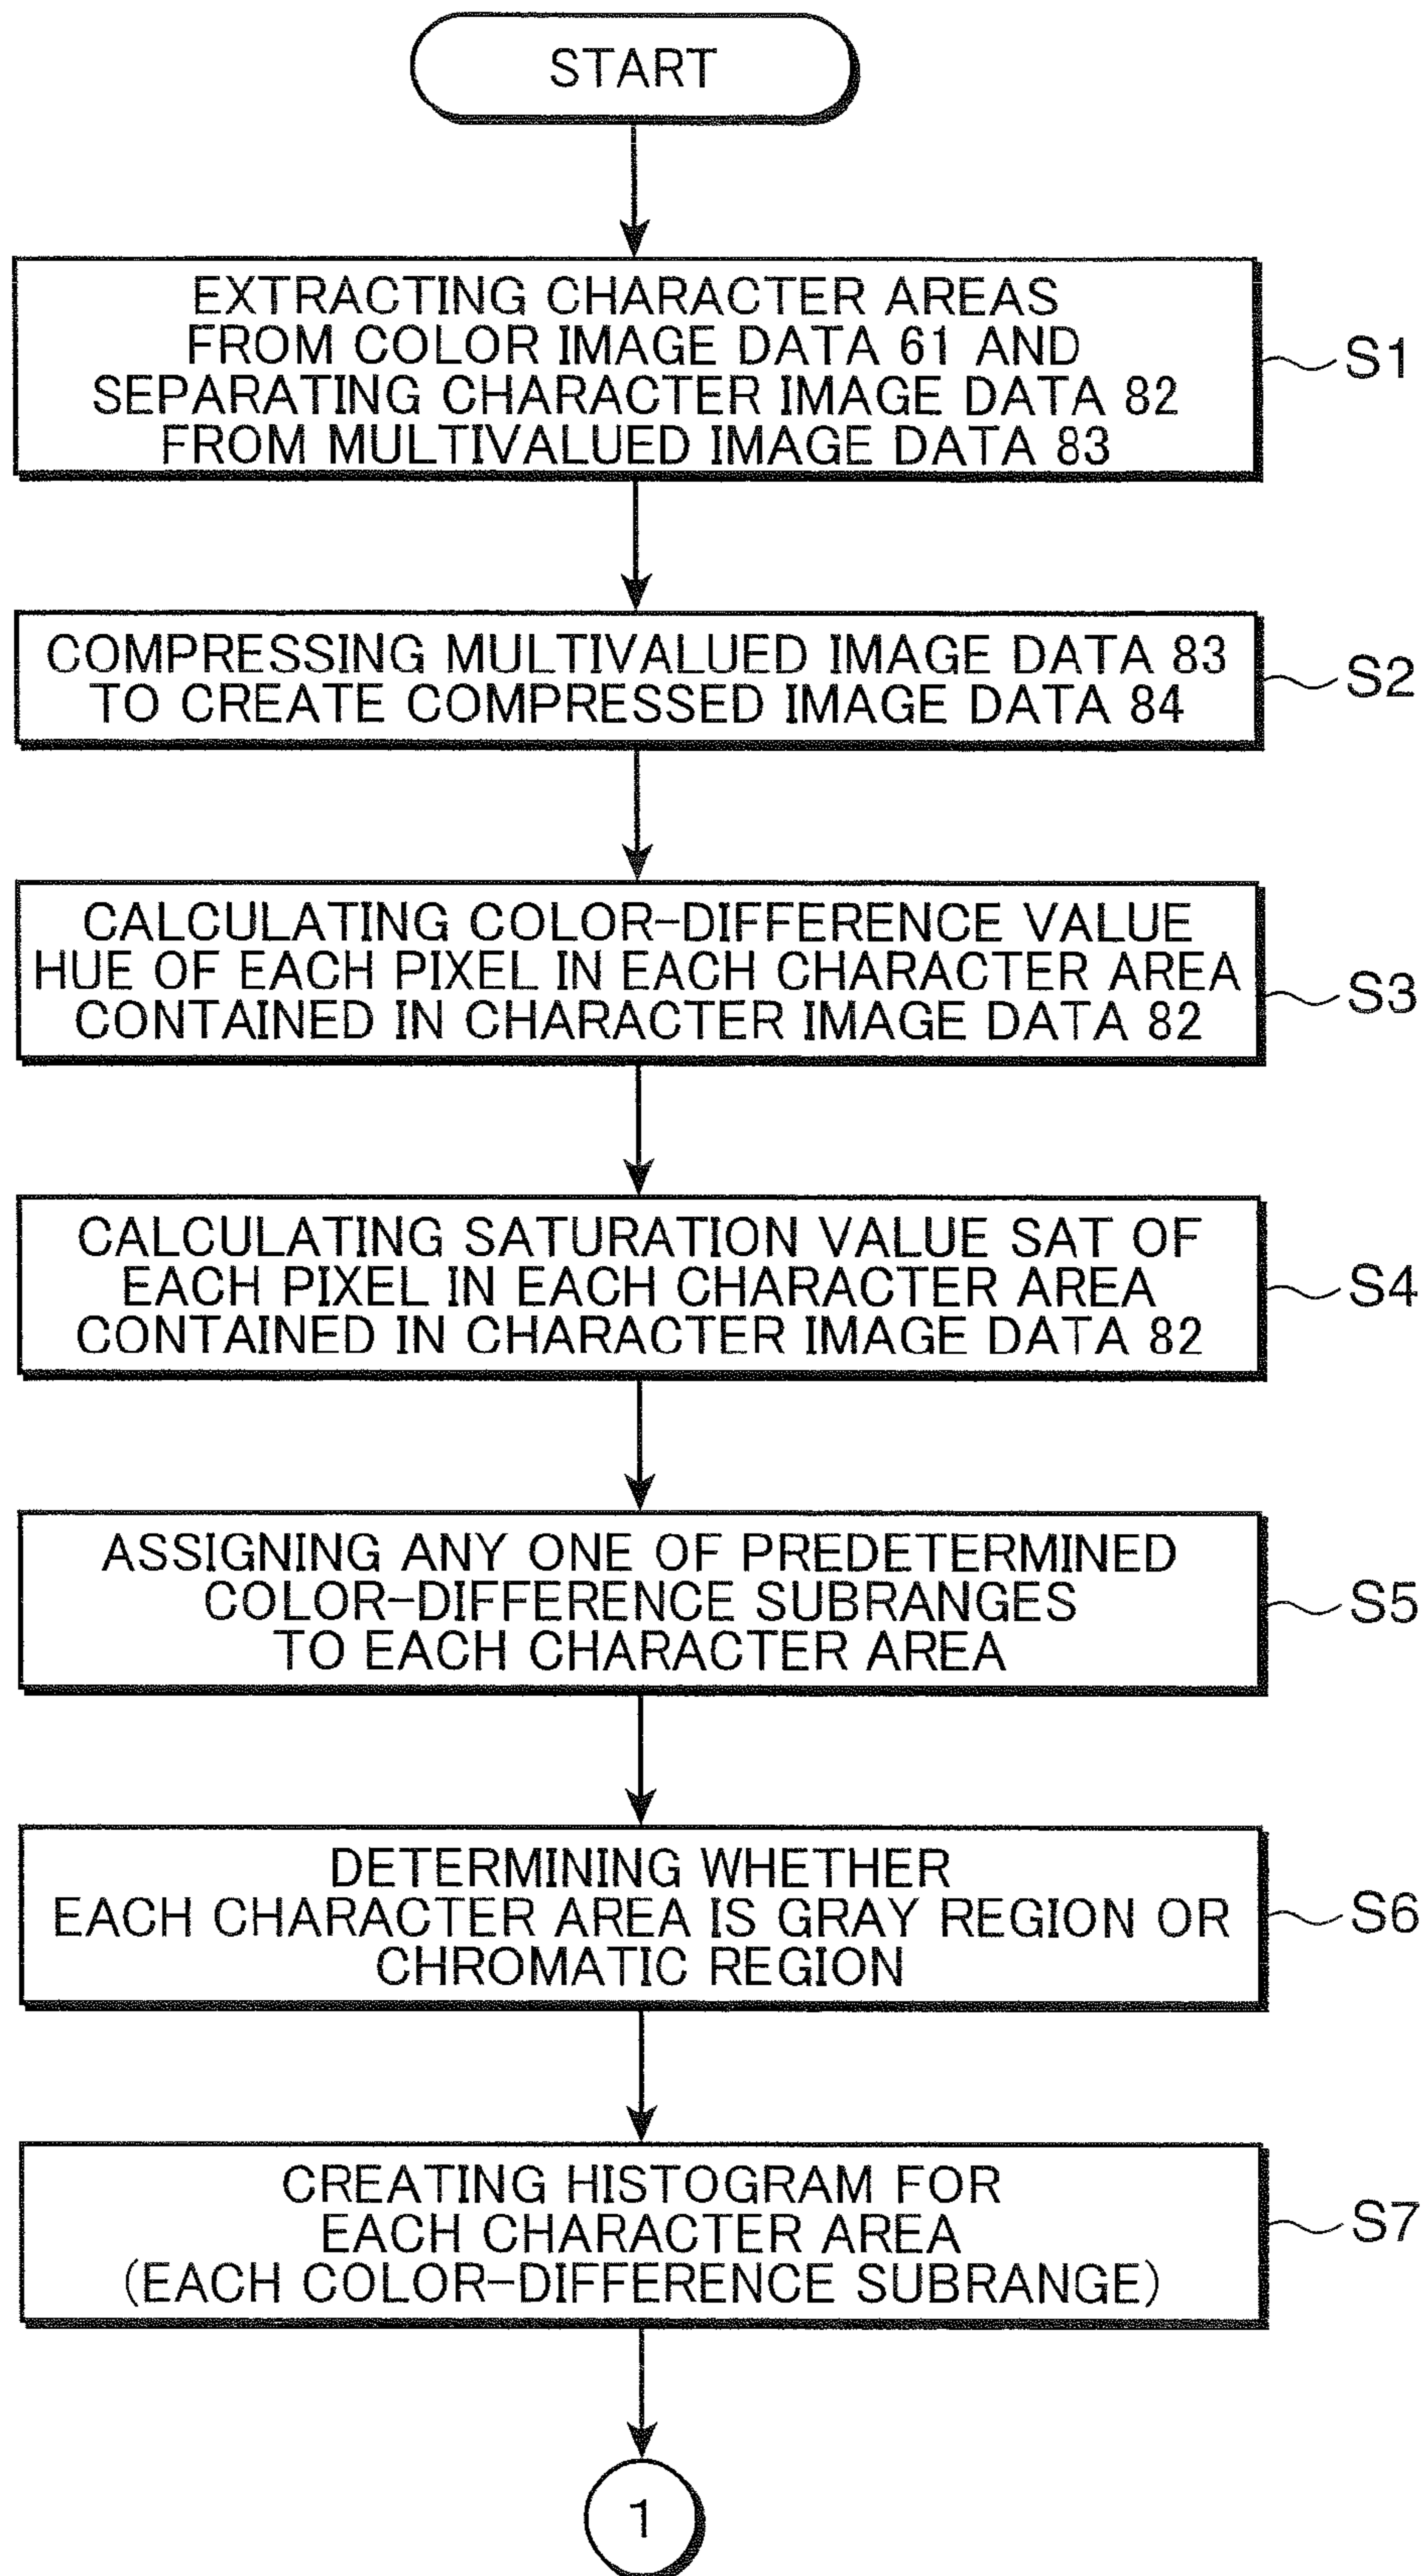 START
EXTRACTING CHARACTER AREAS
FROM COLOR IMAGE DATA 61 AND
SEPARATING CHARACTER IMAGE DATA 82
FROM MULTIVALUED IMAGE DATA 83
S1
COMPRESSING MULTIVALUED IMAGE DATA 83
TO CREATE COMPRESSED IMAGE DATA 84
S2
CALCULATING COLOR-DIFFERENCE VALUE
HUE OF EACH PIXEL IN EACH CHARACTER AREA
CONTAINED IN CHARACTER IMAGE DATA 82
S3
CALCULATING SATURATION VALUE SAT OF
EACH PIXEL IN EACH CHARACTER AREA
CONTAINED IN CHARACTER IMAGE DATA 82
S4
ASSIGNING ANY ONE OF PREDETERMINED
COLOR-DIFFERENCE SUBRANGES
TO EACH CHARACTER AREA
S5
DETERMINING WHETHER
EACH CHARACTER AREA IS GRAY REGION OR
CHROMATIC REGION
S6
CREATING HISTOGRAM FOR
EACH CHARACTER AREA
(EACH COLOR-DIFFERENCE SUBRANGE)
S7
1